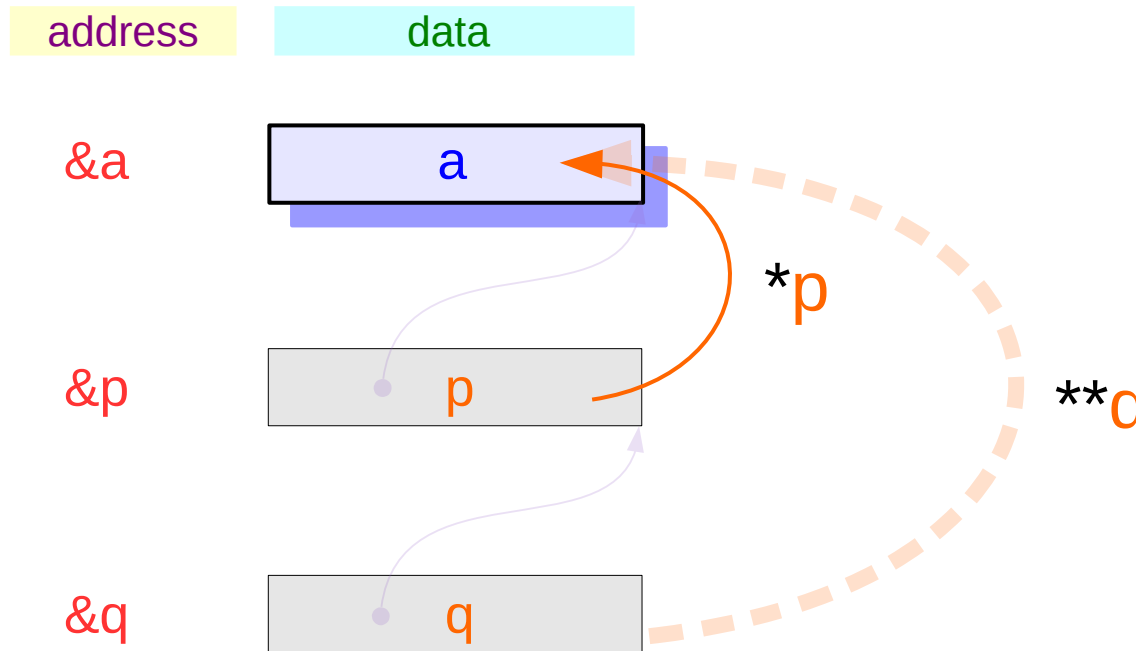 address data
&a a
*p
&p p
**q
&q q